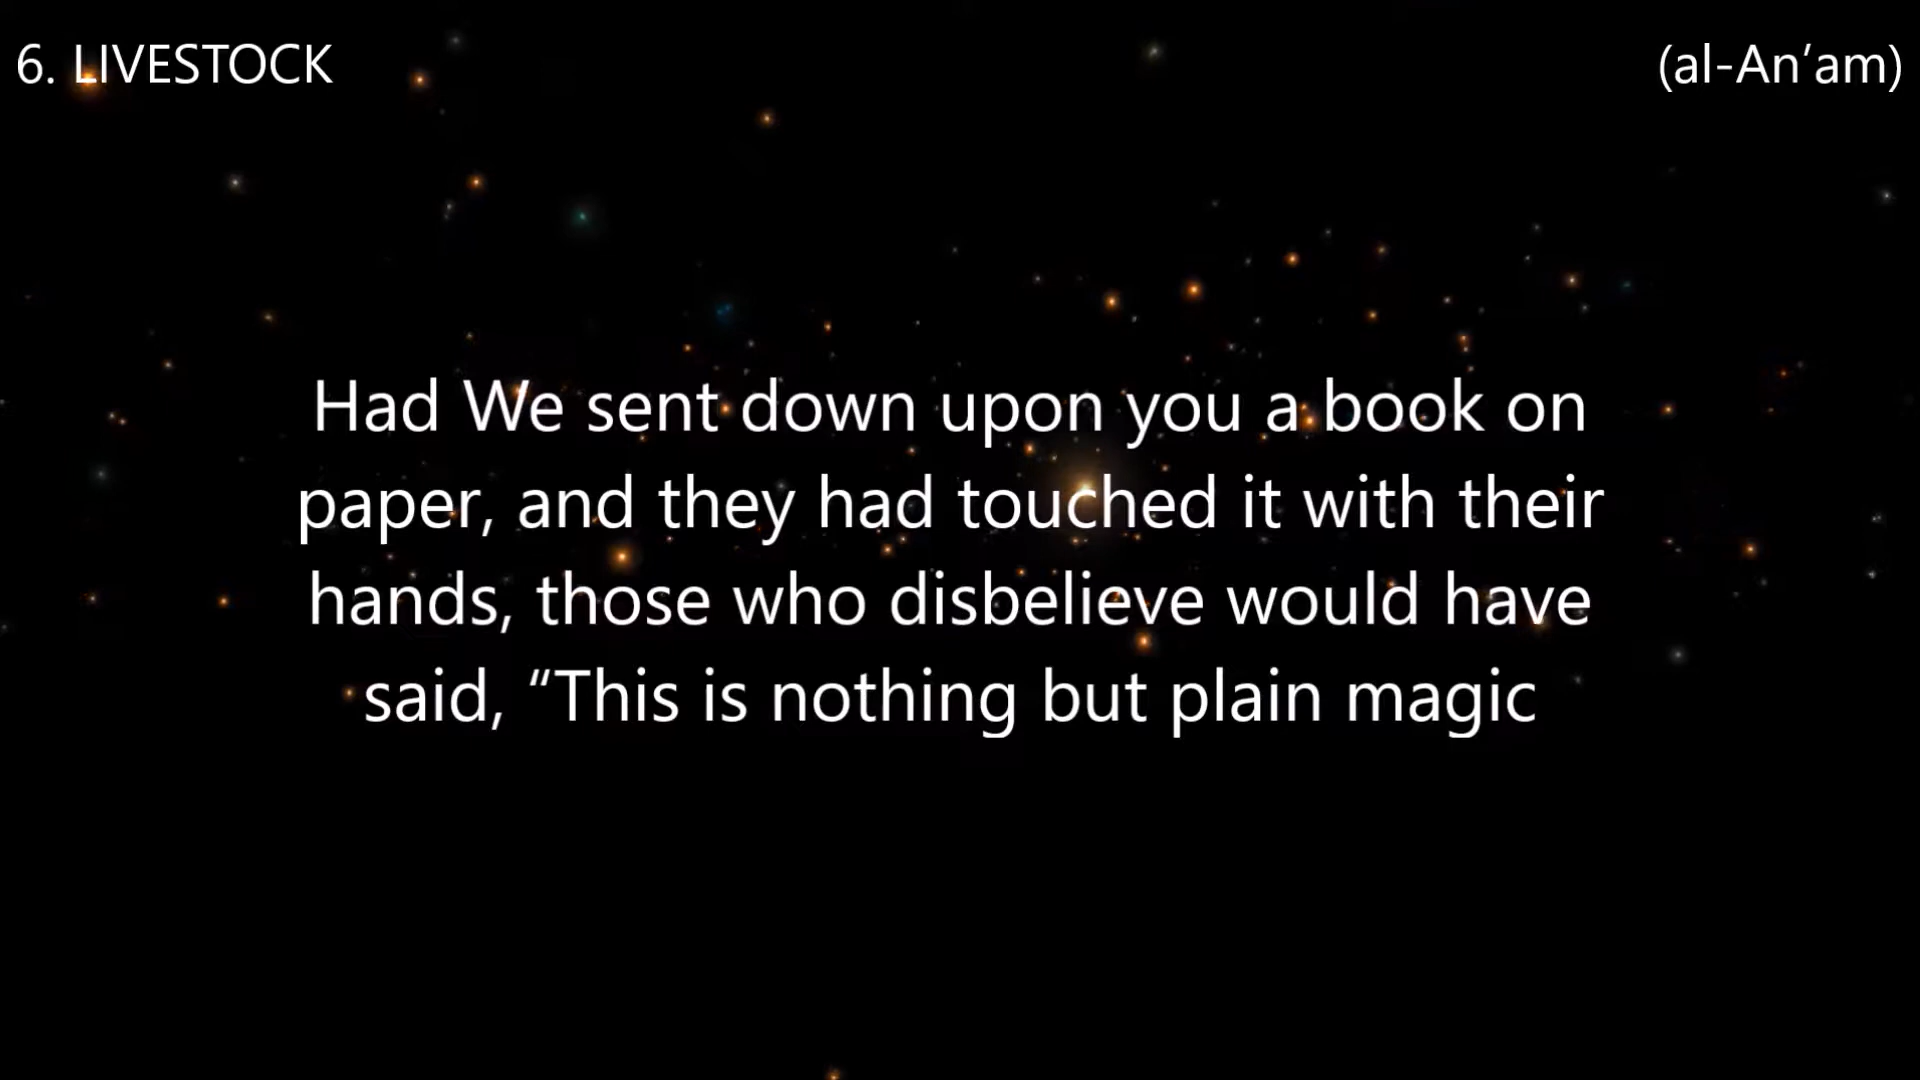 6. LIVESTOCK
(al-An’am)
Had We sent down upon you a book on
paper, and they had touched it with their
hands, those who disbelieve would have
said, “This is nothing but plain magic